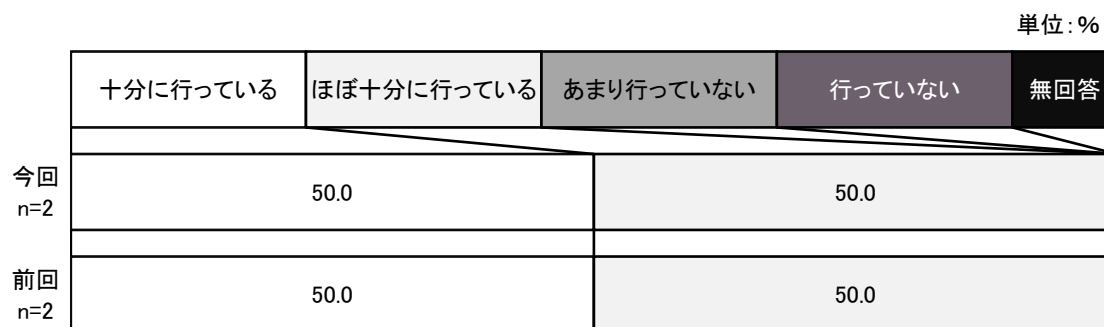 単位：％
十分に行っている ほぼ十分に行っている あまり行っていない 行っていない 無回答
今回
n=2
50.0 50.0
前回
n=2
50.0 50.0